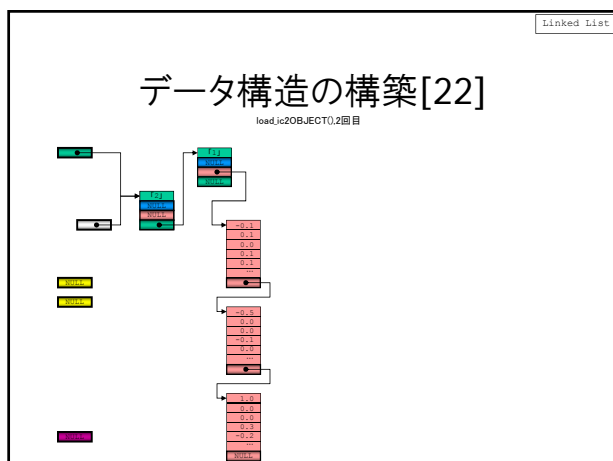 Linked List
データ構造の構築[22]
load_ic2OBJECT(),2回目
「1」
NULL
NULL
「2」
NULL
NULL
-0.1
0.1
0.0
0.1
0.1
…
NULL
NULL
-0.5
0.0
0.0
-0.1
0.0
…
1.0
0.0
0.0
0.3
-0.2
…
NULL
NULL